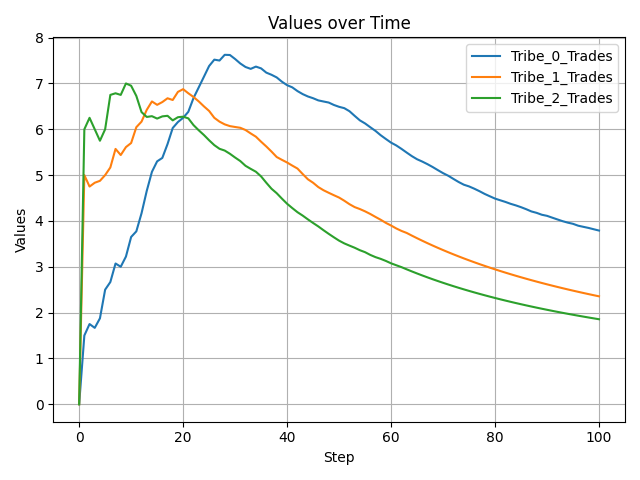 Values over Time
Tribe_0_Trades
Tribe_1_Trades
Tribe_2_Trades
Values
8
7
6
5
4
3
2
1
0
0 20 40 60 80 100
Step